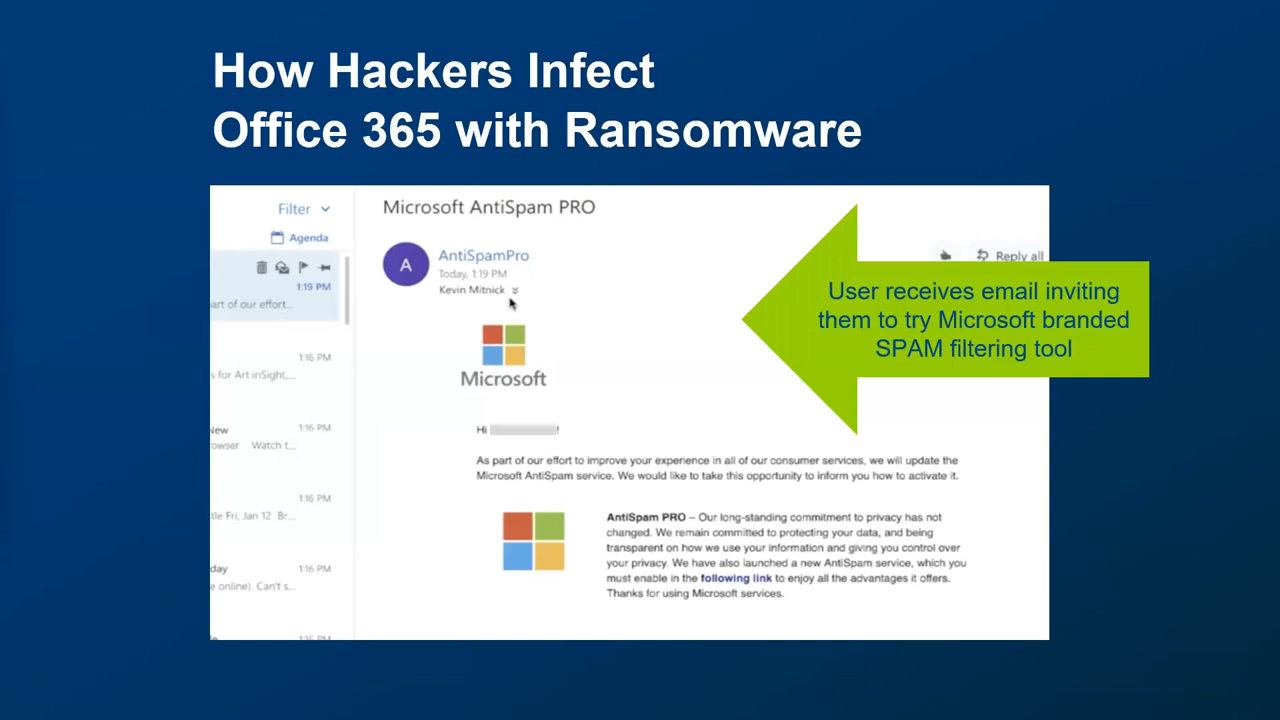 How Hackers Infect
Office 365 with Ransomware
Filter
Agenda
1:19 PM
art of our effort...
1:16 PM
s for Art inSight,...
New
1:16 PM
rowser Watch t...
1:16 PM
tle Fri, Jan 12 Br...
day
1:16 PM
e online). Can't s...
1:16 PM
Microsoft AntiSpam PRO
A
AntiSpamPro
Today, 1:19 PM
Kevin Mitnick
Reply all
Microsoft
Hi
As part of our effort to improve your experience in all of our consumer services, we will update the
Microsoft AntiSpam service. We would like to take this opportunity to inform you how to activate it.
AntiSpam PRO – Our long-standing commitment to privacy has not
changed. We remain committed to protecting your data, and being
transparent on how we use your information and giving you control over
your privacy. We have also launched a new AntiSpam service, which you
must enable in the following link to enjoy all the advantages it offers.
Thanks for using Microsoft services.
User receives email inviting
them to try Microsoft branded
SPAM filtering tool